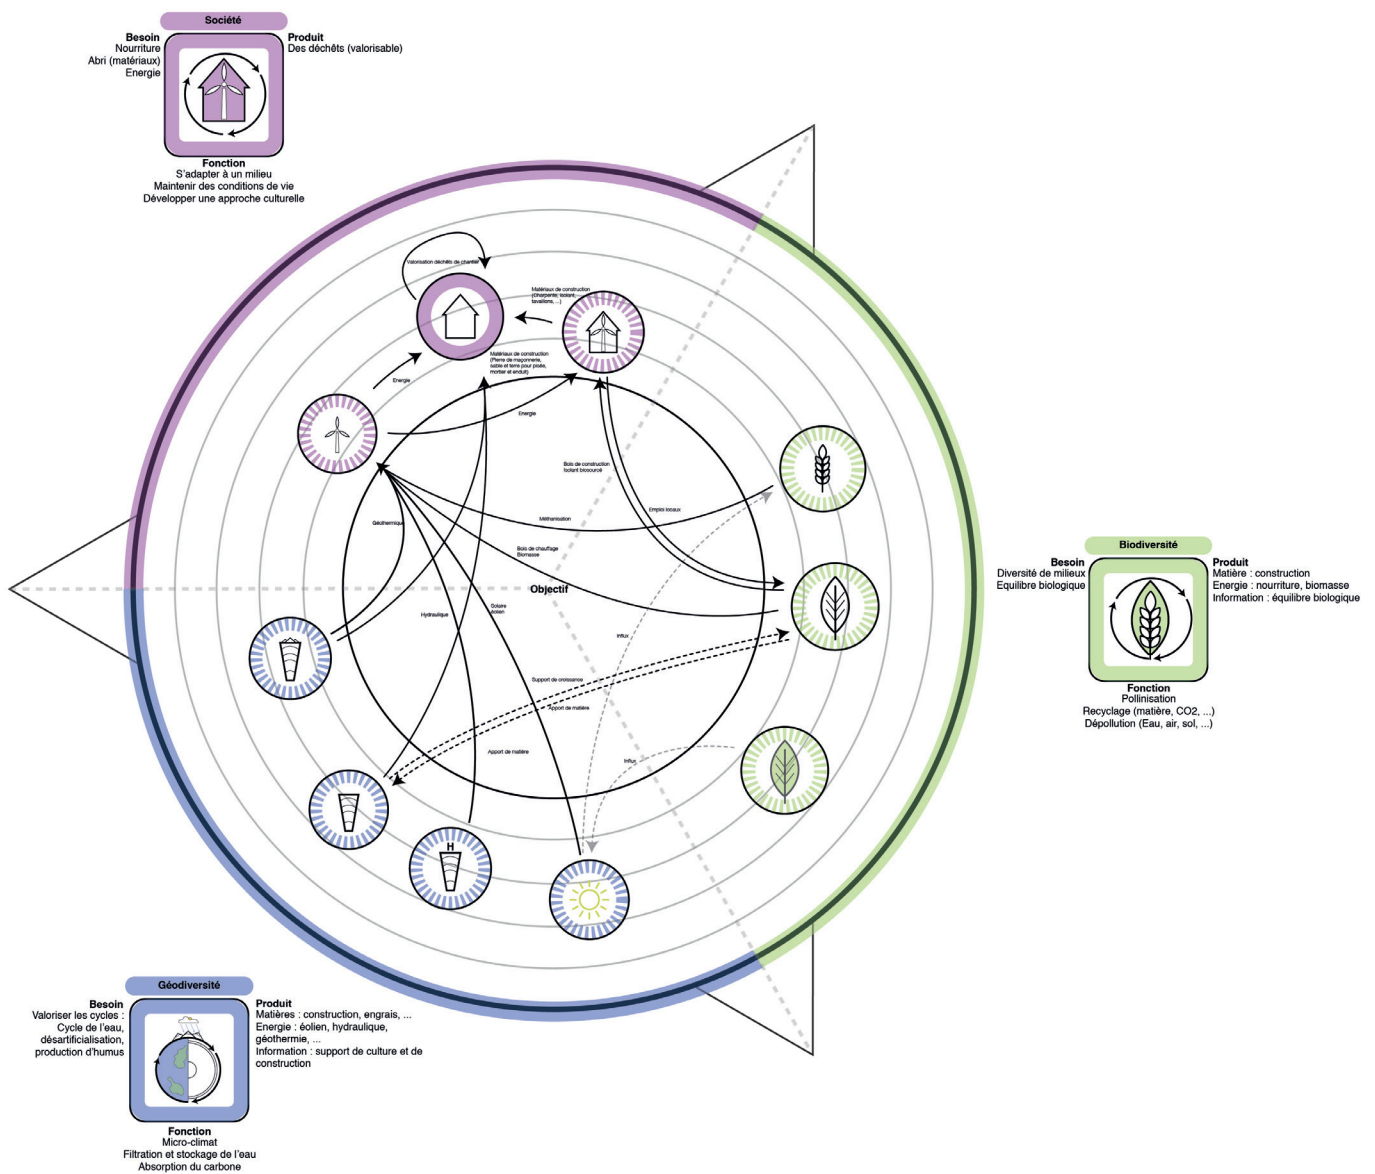 Société
Besoin
Nourriture
Abri (matériaux)
Energie
Produit
Des déchêts (valorisable)
Fonction
S'adapter à un milieu
Maintenir des conditions de vie
Développer une approche culturelle
Valorisation déchêts de chantier
Matériaux de construction
(Charpente, isolant,
tavaillons, ...)
Matériaux de construction
(Pierre de maçonnerie,
sable et terre pour pisée,
mortier et enduit)
Energie
Energie
Bois de construction
Isolant biosourcé
Emploi locaux
Géothermique
Méthanisation
Bois de chauffage
Biomasse
Objectif
Solaire
éolien
Hydraulique
Influx
Support de croissance
Apport de matière
Apport de matière
Influx
H
Biodiversité
Besoin
Diversité de milieux
Equilibre biologique
Produit
Matière : construction
Energie : nourriture, biomasse
Information : équilibre biologique
Fonction
Pollinisation
Recyclage (matière, CO2, ...)
Dépollution (Eau, air, sol, ...)
Géodiversité
Besoin
Valoriser les cycles :
Cycle de l'eau,
désartificialisation,
production d'humus
Produit
Matières : construction, engrais, ...
Energie : éolien, hydraulique,
géothermie, ...
Information : support de culture et de
construction
Fonction
Micro-climat
Filtration et stockage de l'eau
Absorption du carbone